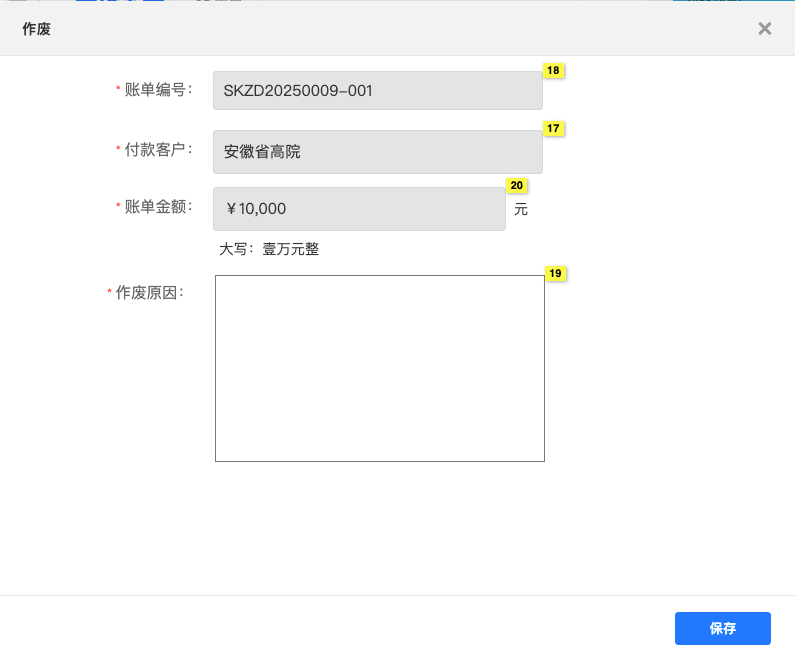 作废
* 账单编号：
SKZD20250009-001
18
* 付款客户：
安徽省高院
17
* 账单金额：
￥10,000
元
20
大写：壹万元整
* 作废原因：
19
保存